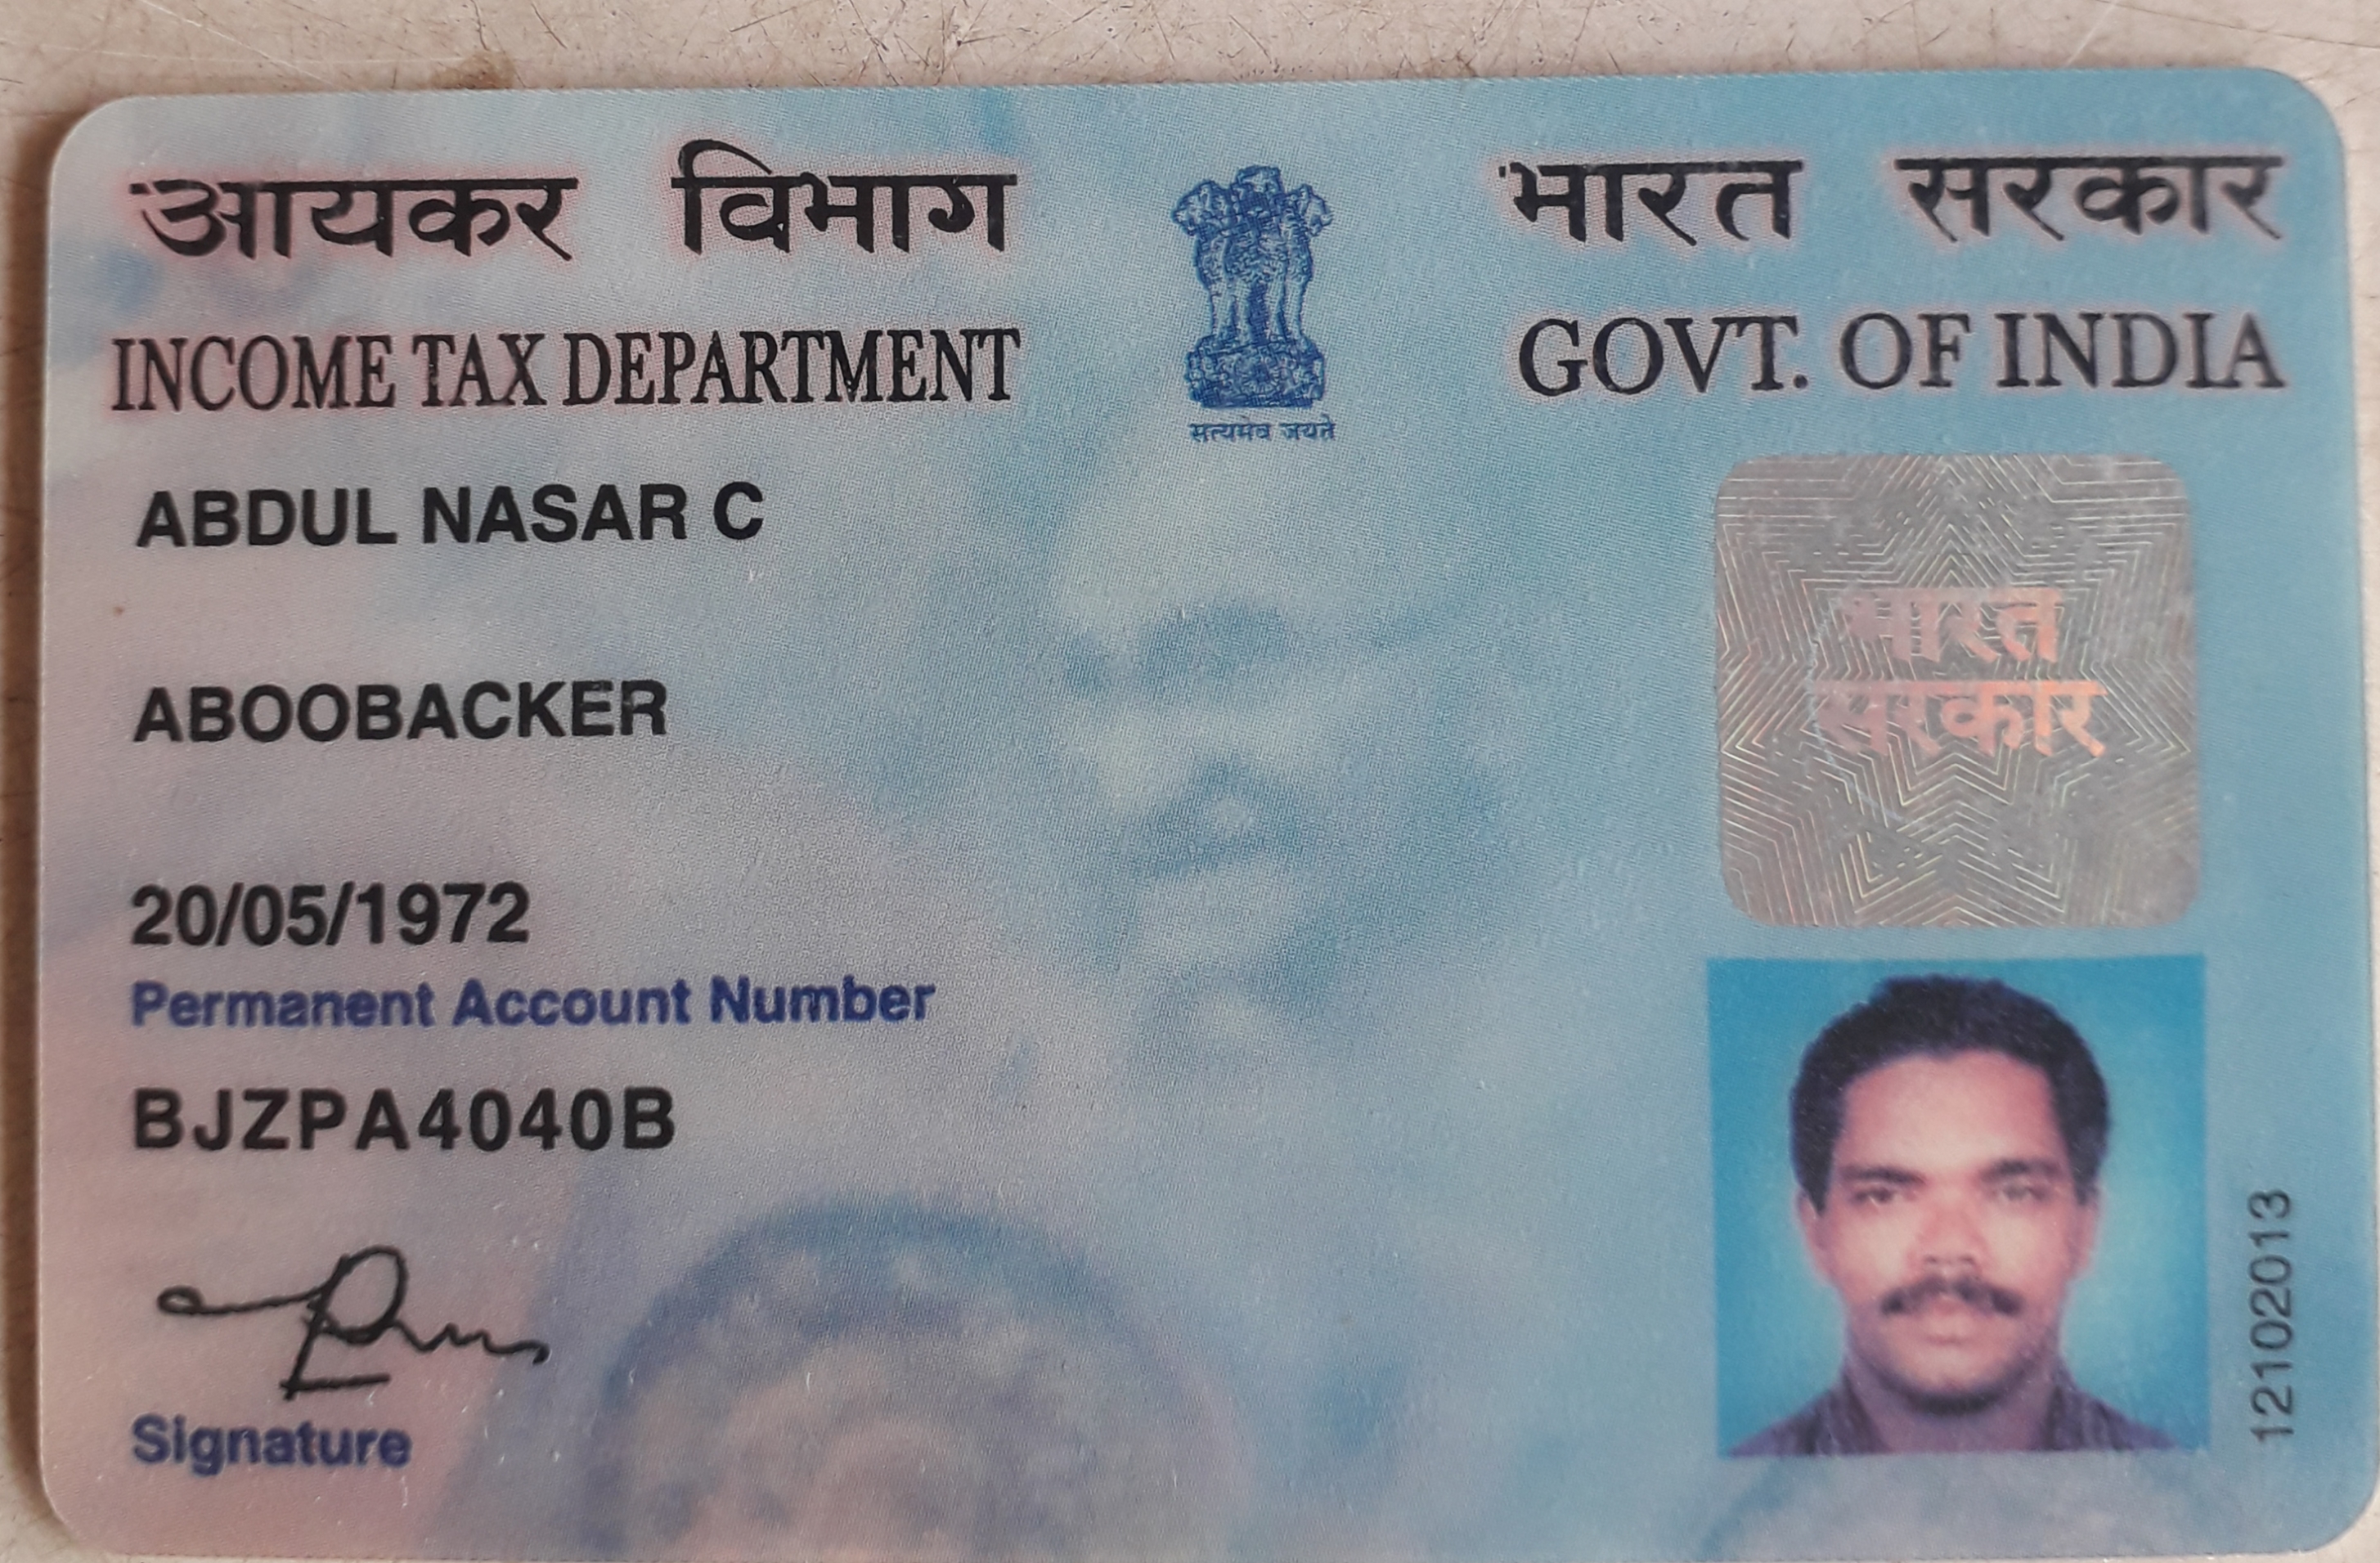 आयकर विभाग
INCOME TAX DEPARTMENT
सत्यमेव जयते
भारत सरकार
GOVT. OF INDIA
ABDUL NASAR C
ABOOBACKER
20/05/1972
Permanent Account Number
BJZPA4040B
Signature
भारत
सरकार
12102013